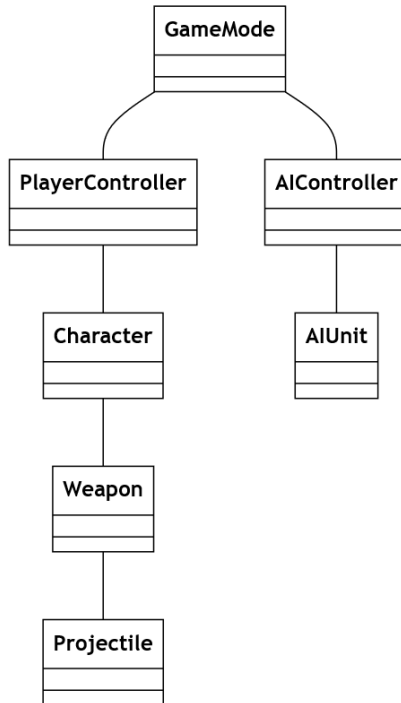 GameMode
PlayerController
AIController
Character
AIUnit
Weapon
Projectile